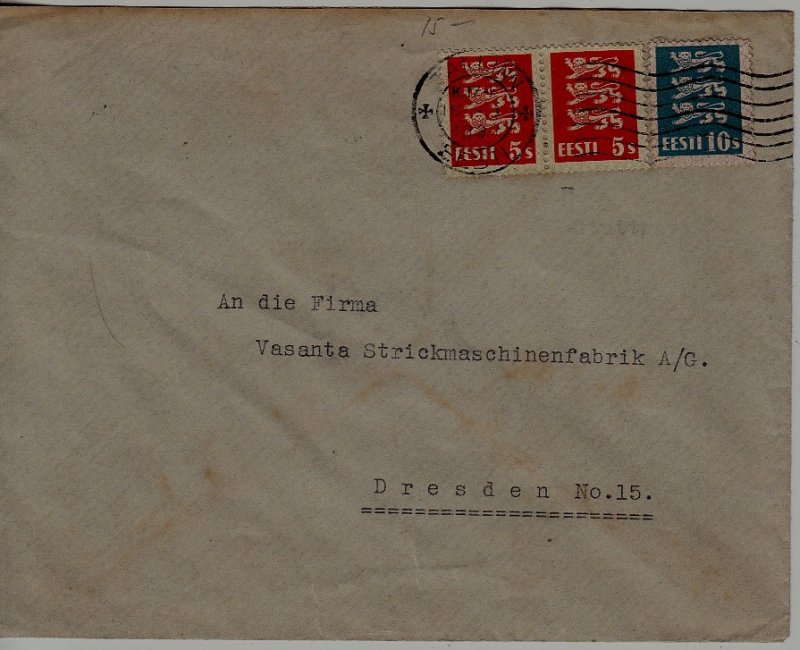 15 —
EESTI 5s EESTI 5s EESTI 10s
An die Firma
Vasanta Strickmaschinenfabrik A/G.
Dresden No.15.